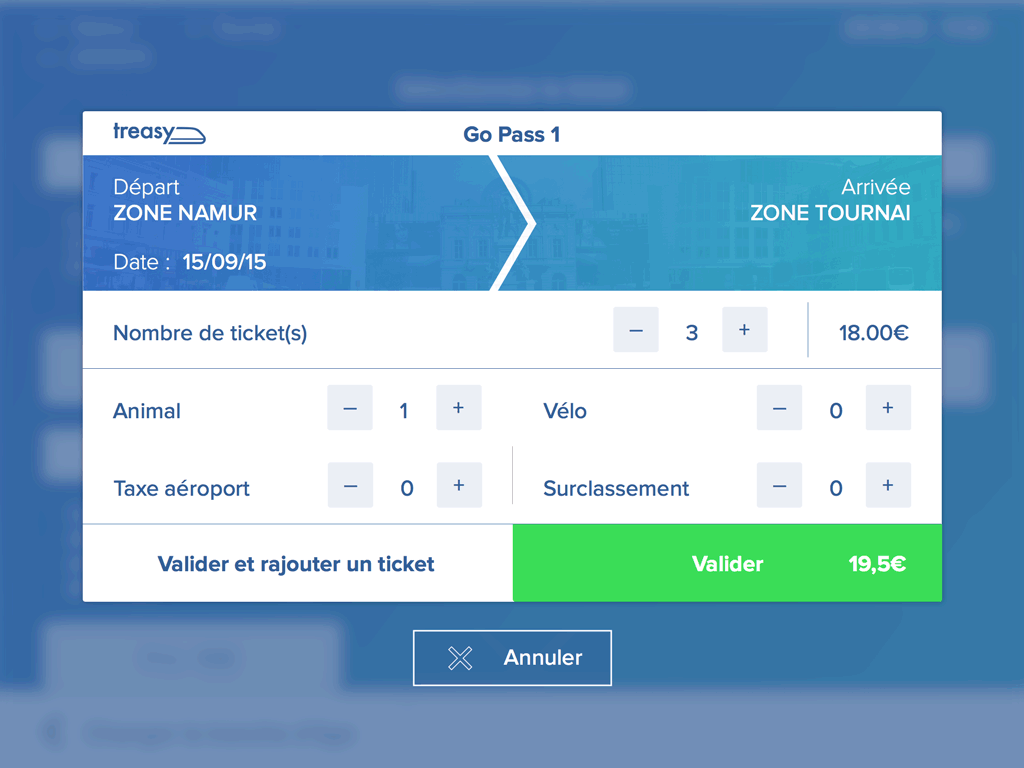 treasy
Go Pass 1
Départ
ZONE NAMUR
Date : 15/09/15
Arrivée
ZONE TOURNAI
Nombre de ticket(s) – 3 + 18.00€
Animal – 1 + Vélo – 0 +
Taxe aéroport – 0 + Surclassement – 0 +
Valider et rajouter un ticket Valider 19,5€
Annuler